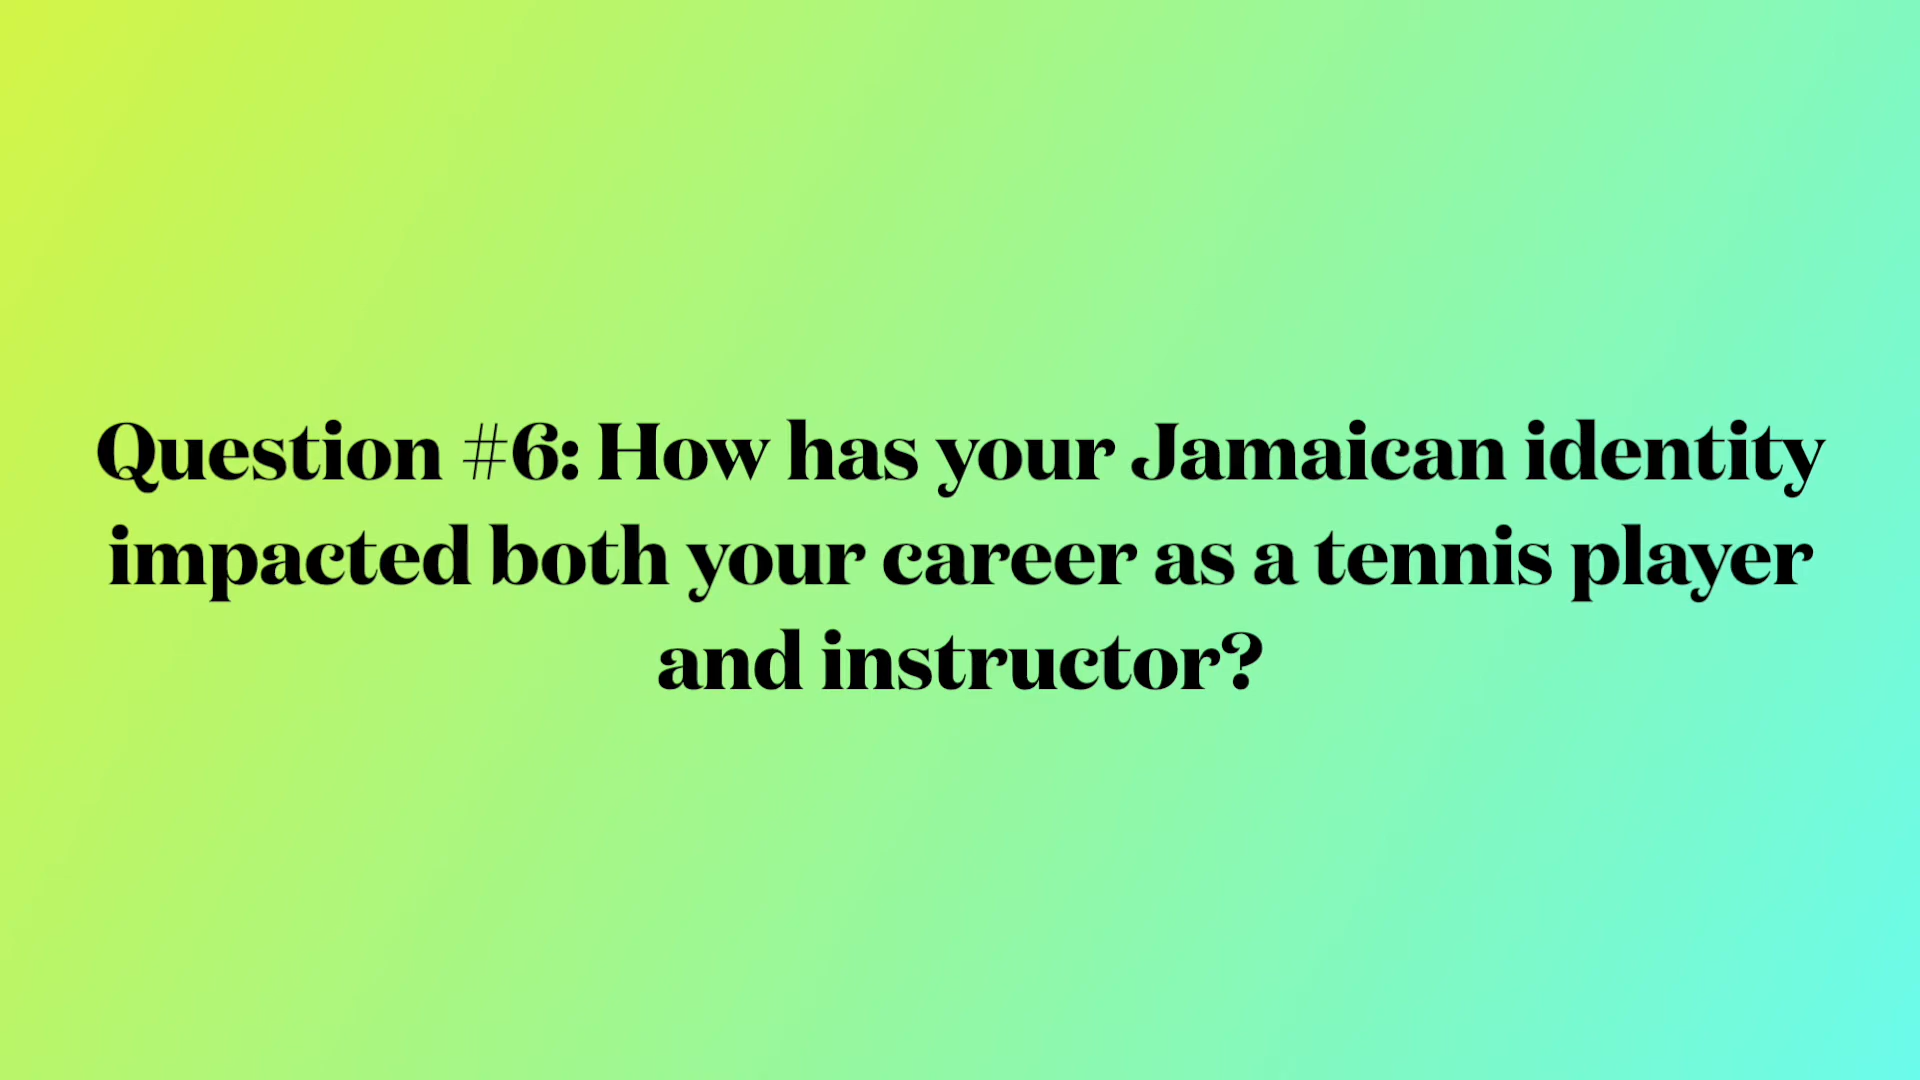 Question #6: How has your Jamaican identity
impacted both your career as a tennis player
and instructor?